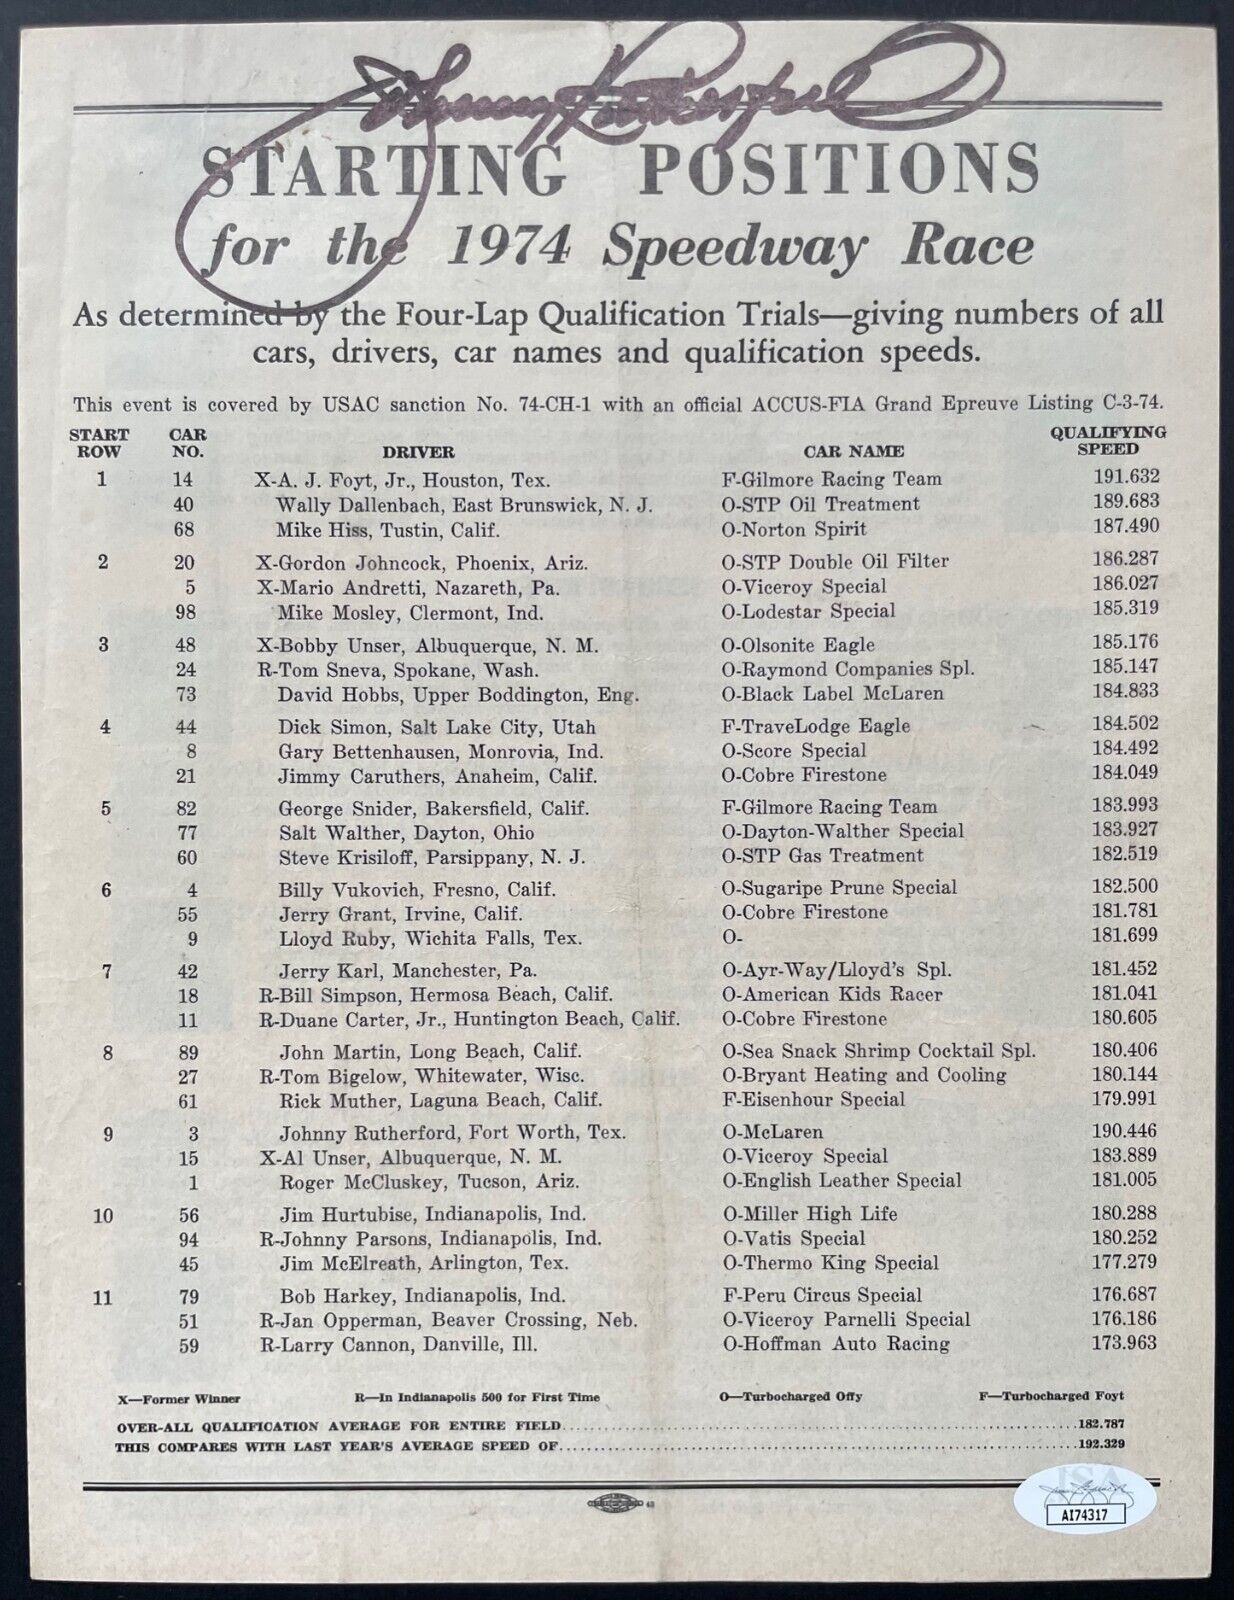 Johnny Rutherford
STARTING POSITIONS
for the 1974 Speedway Race
As determined by the Four-Lap Qualification Trials—giving numbers of all
cars, drivers, car names and qualification speeds.
This event is covered by USAC sanction No. 74-CH-1 with an official ACCUS-FIA Grand Epreuve Listing C-3-74.
START ROW CAR NO. DRIVER CAR NAME QUALIFYING SPEED
1 14 X-A. J. Foyt, Jr., Houston, Tex. F-Gilmore Racing Team 191.632
40 Wally Dallenbach, East Brunswick, N. J. O-STP Oil Treatment 189.683
68 Mike Hiss, Tustin, Calif. O-Norton Spirit 187.490
2 20 X-Gordon Johncock, Phoenix, Ariz. O-STP Double Oil Filter 186.287
5 X-Mario Andretti, Nazareth, Pa. O-Viceroy Special 186.027
98 Mike Mosley, Clermont, Ind. O-Lodestar Special 185.319
3 48 X-Bobby Unser, Albuquerque, N. M. O-Olsonite Eagle 185.176
24 R-Tom Sneva, Spokane, Wash. O-Raymond Companies Spl. 185.147
73 David Hobbs, Upper Boddington, Eng. O-Black Label McLaren 184.833
4 44 Dick Simon, Salt Lake City, Utah F-TraveLodge Eagle 184.502
8 Gary Bettenhausen, Monrovia, Ind. O-Score Special 184.492
21 Jimmy Caruthers, Anaheim, Calif. O-Cobre Firestone 184.049
5 82 George Snider, Bakersfield, Calif. F-Gilmore Racing Team 183.993
77 Salt Walther, Dayton, Ohio O-Dayton-Walther Special 183.927
60 Steve Krisiloff, Parsippany, N. J. O-STP Gas Treatment 182.519
6 4 Billy Vukovich, Fresno, Calif. O-Sugaripe Prune Special 182.500
55 Jerry Grant, Irvine, Calif. O-Cobre Firestone 181.781
9 Lloyd Ruby, Wichita Falls, Tex. O- 181.699
7 42 Jerry Karl, Manchester, Pa. O-Ayr-Way/Lloyd's Spl. 181.452
18 R-Bill Simpson, Hermosa Beach, Calif. O-American Kids Racer 181.041
11 R-Duane Carter, Jr., Huntington Beach, Calif. O-Cobre Firestone 180.605
8 89 John Martin, Long Beach, Calif. O-Sea Snack Shrimp Cocktail Spl. 180.406
27 R-Tom Bigelow, Whitewater, Wisc. O-Bryant Heating and Cooling 180.144
61 Rick Muther, Laguna Beach, Calif. F-Eisenhour Special 179.991
9 3 Johnny Rutherford, Fort Worth, Tex. O-McLaren 190.446
15 X-Al Unser, Albuquerque, N. M. O-Viceroy Special 183.889
1 Roger McCluskey, Tucson, Ariz. O-English Leather Special 181.005
10 56 Jim Hurtubise, Indianapolis, Ind. O-Miller High Life 180.288
94 R-Johnny Parsons, Indianapolis, Ind. O-Vatis Special 180.252
45 Jim McElreath, Arlington, Tex. O-Thermo King Special 177.279
11 79 Bob Harkey, Indianapolis, Ind. F-Peru Circus Special 176.687
51 R-Jan Opperman, Beaver Crossing, Neb. O-Viceroy Parnelli Special 176.186
59 R-Larry Cannon, Danville, Ill. O-Hoffman Auto Racing 173.963
X—Former Winner R—In Indianapolis 500 for First Time O—Turbocharged Offy F—Turbocharged Foyt
OVER-ALL QUALIFICATION AVERAGE FOR ENTIRE FIELD 182.787
THIS COMPARES WITH LAST YEAR'S AVERAGE SPEED OF 192.329
JSA
AI74317